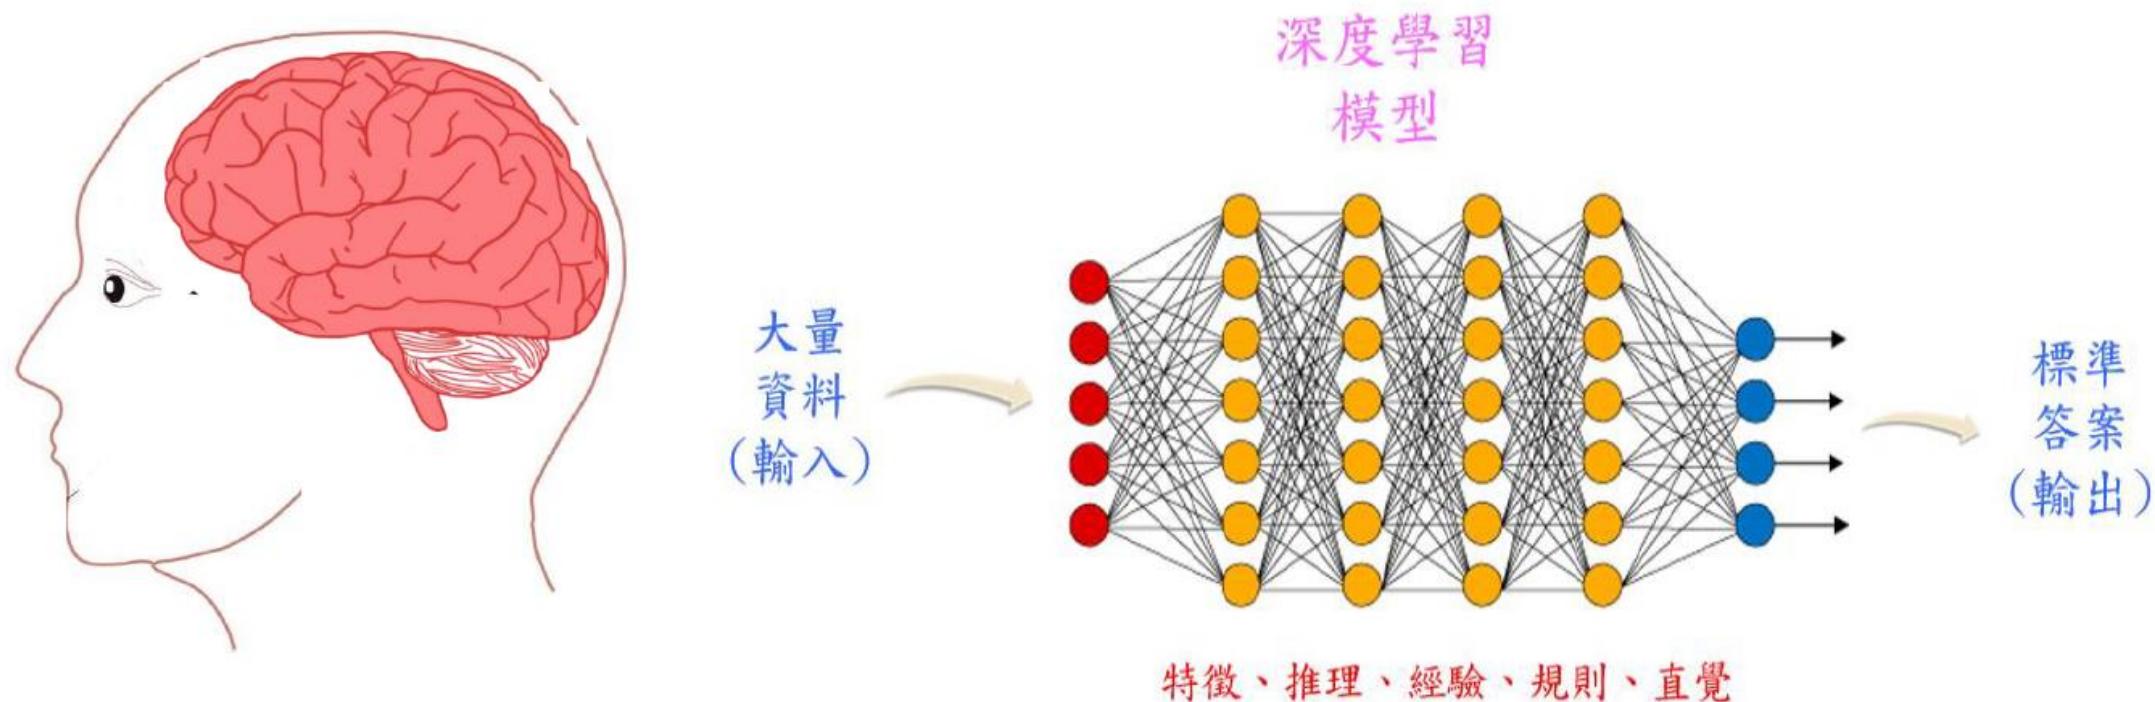 深度學習
模型
大量
資料
(輸入)
標準
答案
(輸出)
特徵、推理、經驗、規則、直覺